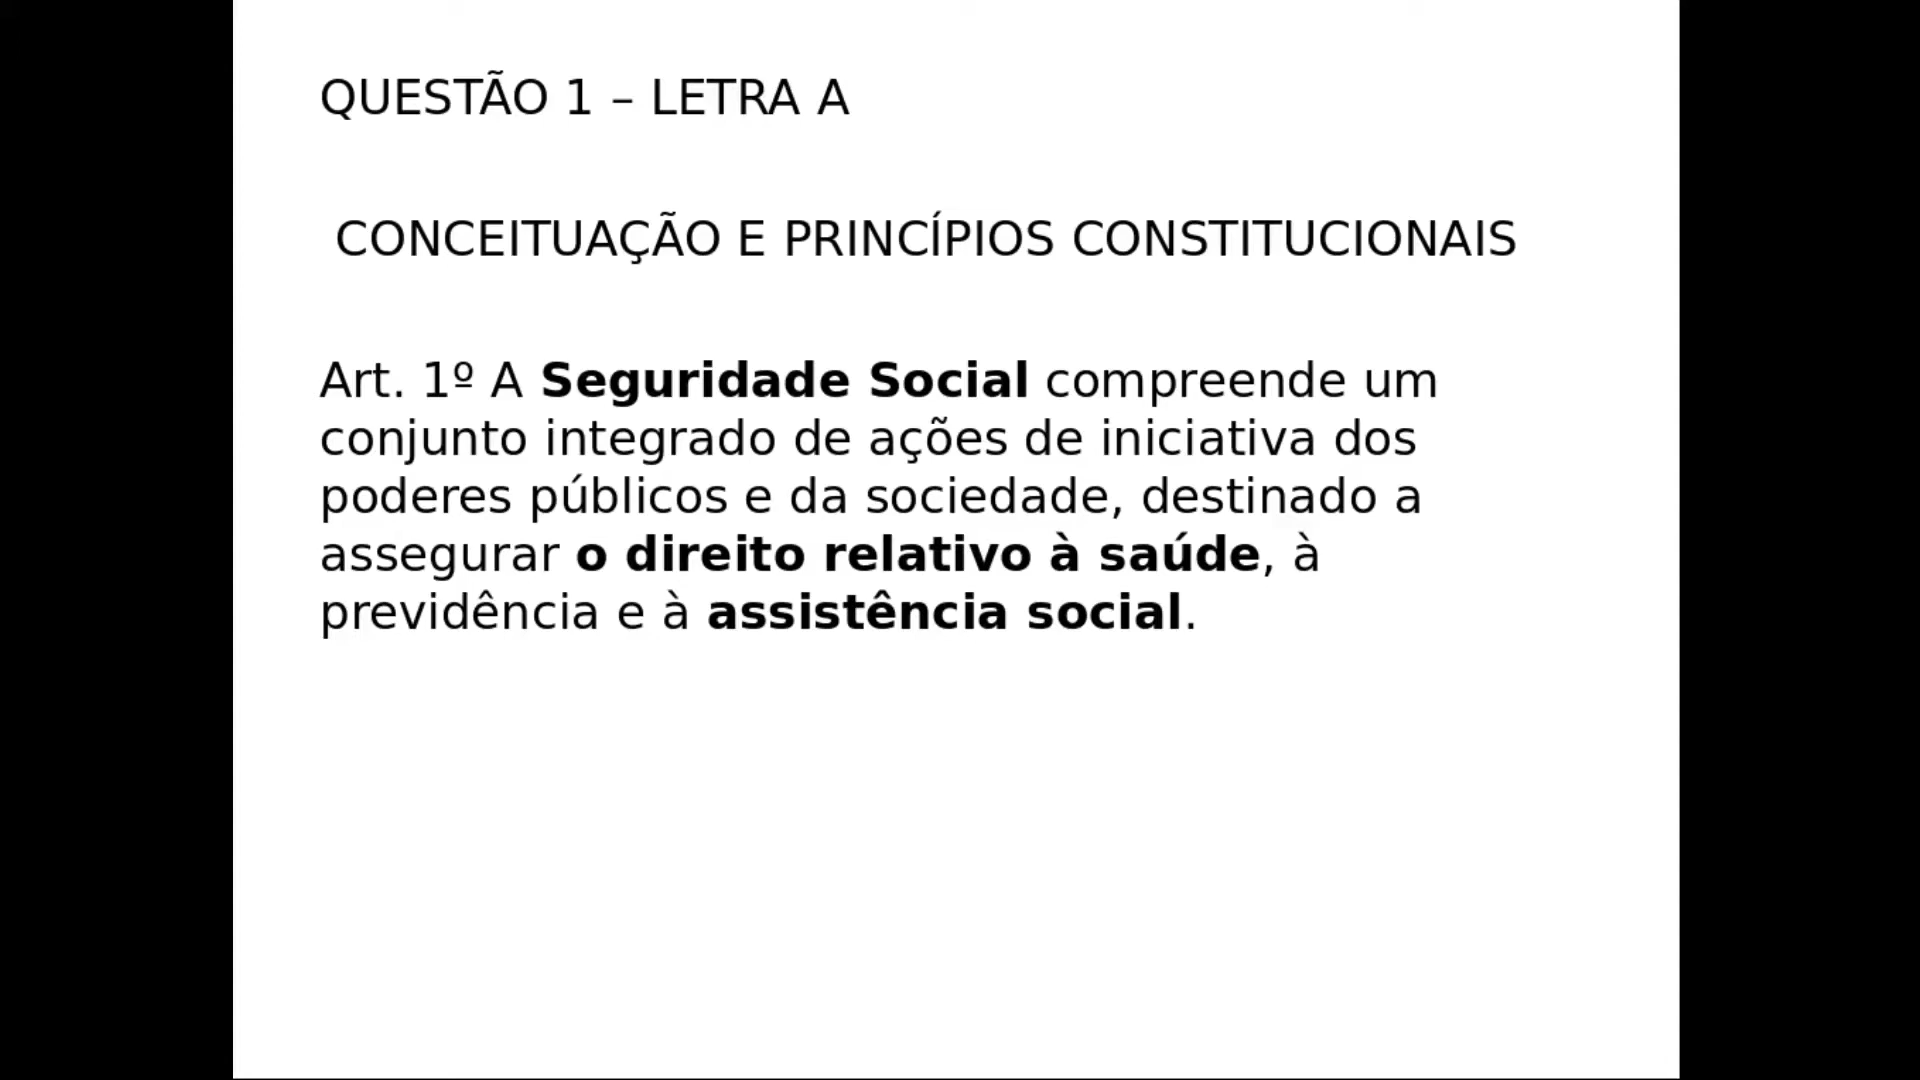 QUESTÃO 1 – LETRA A
CONCEITUAÇÃO E PRINCÍPIOS CONSTITUCIONAIS
Art. 1º A Seguridade Social compreende um
conjunto integrado de ações de iniciativa dos
poderes públicos e da sociedade, destinado a
assegurar o direito relativo à saúde, à
previdência e à assistência social.